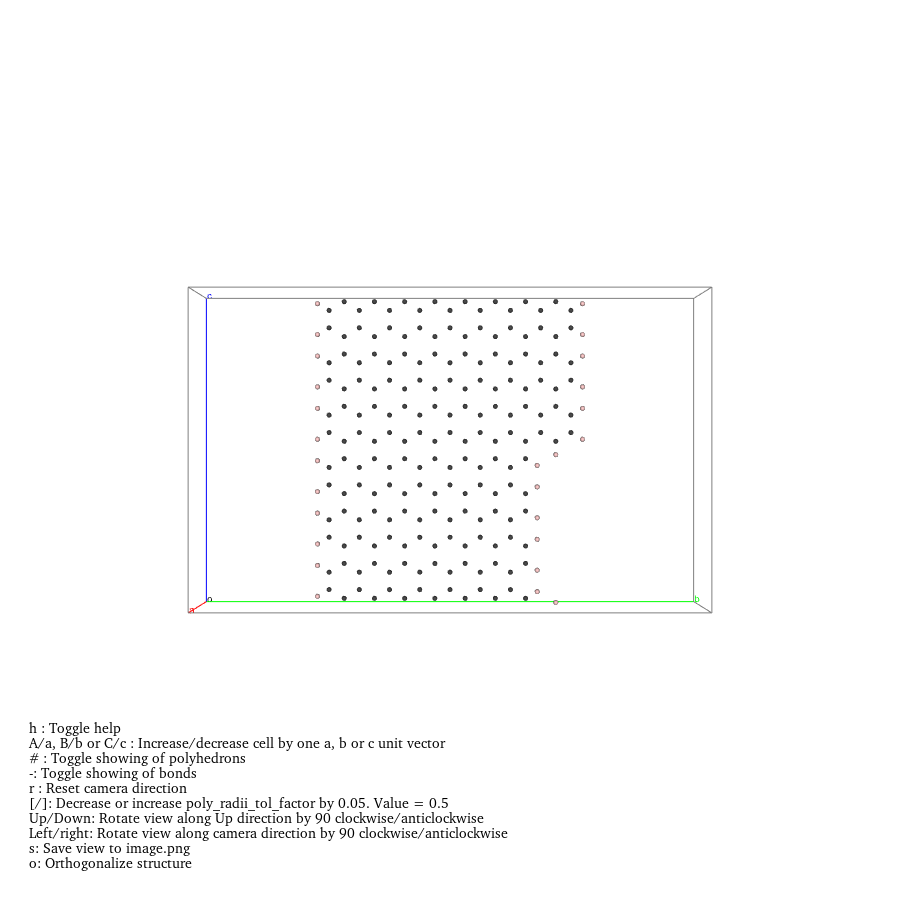 c
o
a
b
h : Toggle help
A/a, B/b or C/c : Increase/decrease cell by one a, b or c unit vector
# : Toggle showing of polyhedrons
-: Toggle showing of bonds
r : Reset camera direction
[/]: Decrease or increase poly_radii_tol_factor by 0.05. Value = 0.5
Up/Down: Rotate view along Up direction by 90 clockwise/anticlockwise
Left/right: Rotate view along camera direction by 90 clockwise/anticlockwise
s: Save view to image.png
o: Orthogonalize structure